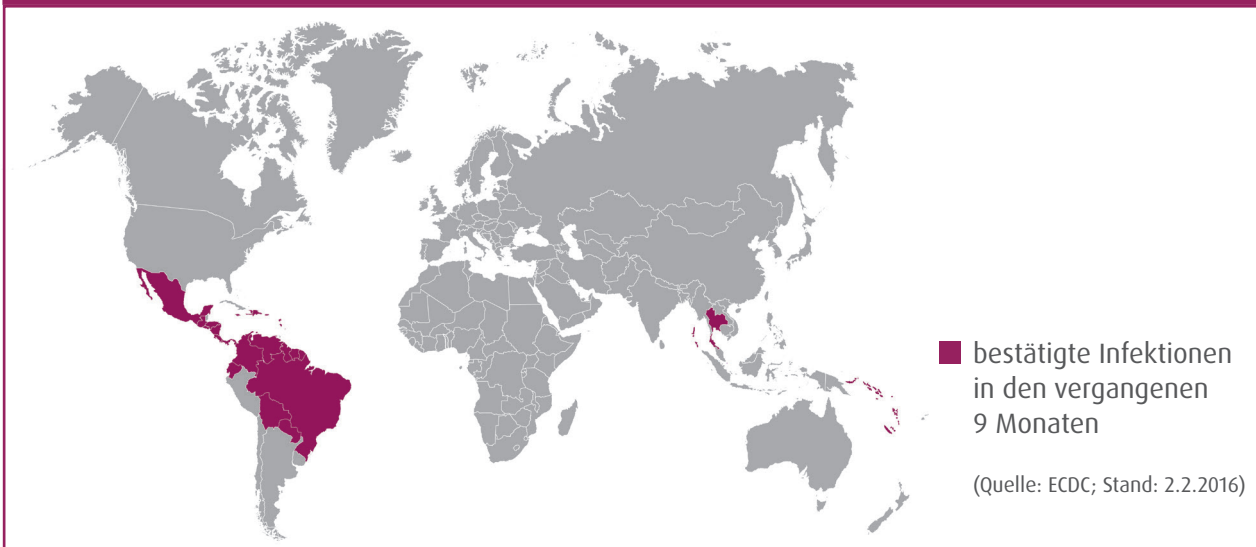 bestätigte Infektionen
in den vergangenen
9 Monaten
(Quelle: ECDC; Stand: 2.2.2016)